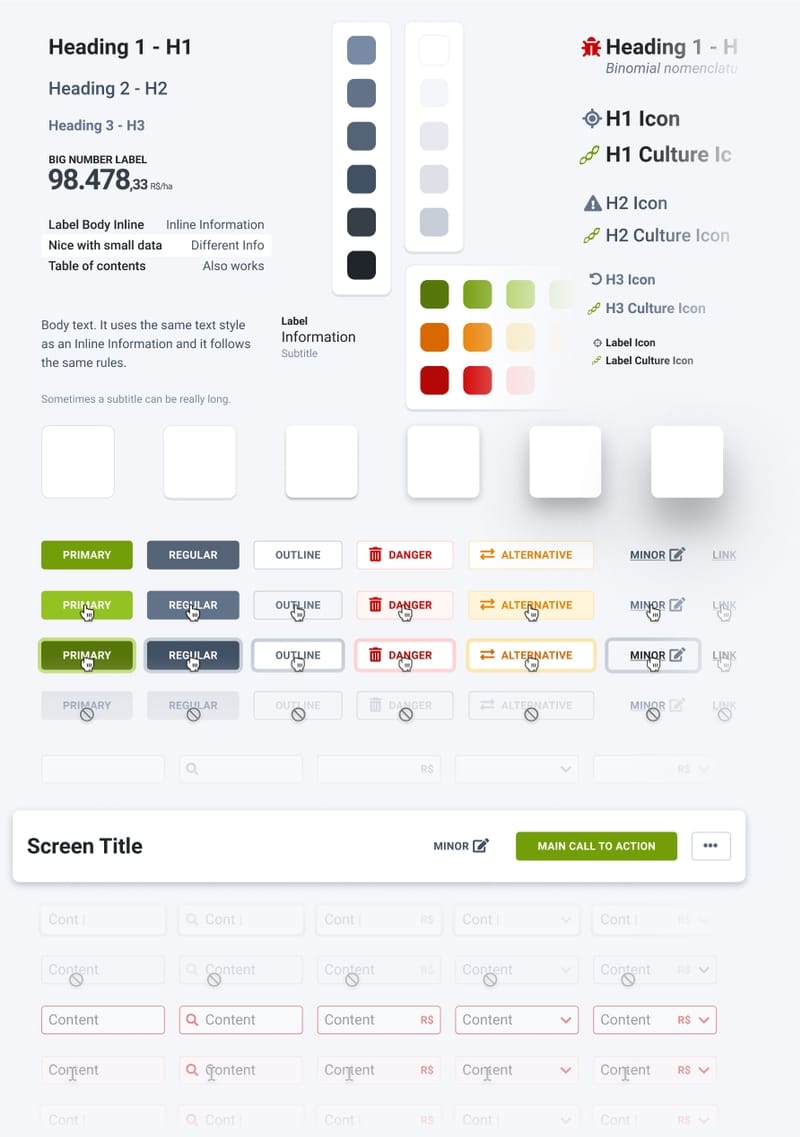 Heading 1 - H1
Heading 2 - H2
Heading 3 - H3
BIG NUMBER LABEL
98.478,33 R$/ha
Label Body Inline Inline Information
Nice with small data Different Info
Table of contents Also works
Body text. It uses the same text style
as an Inline Information and it follows
the same rules.
Sometimes a subtitle can be really long.
Label
Information
Subtitle
Heading 1 - H
Binomial nomenclatu
H1 Icon
H1 Culture Ic
H2 Icon
H2 Culture Icon
H3 Icon
H3 Culture Icon
Label Icon
Label Culture Icon
PRIMARY REGULAR OUTLINE DANGER ALTERNATIVE MINOR LINK
PRIMARY REGULAR OUTLINE DANGER ALTERNATIVE MINOR LINK
PRIMARY REGULAR OUTLINE DANGER ALTERNATIVE MINOR LINK
PRIMARY REGULAR OUTLINE DANGER ALTERNATIVE MINOR LINK
R$ R$
Screen Title MINOR MAIN CALL TO ACTION
Cont Cont Cont R$ Cont Cont R$
Content Content Content R$ Content Content R$
Content Content Content R$ Content Content R$
Content Content Content R$ Content Content R$
Cont Cont Cont R$ Cont Cont R$